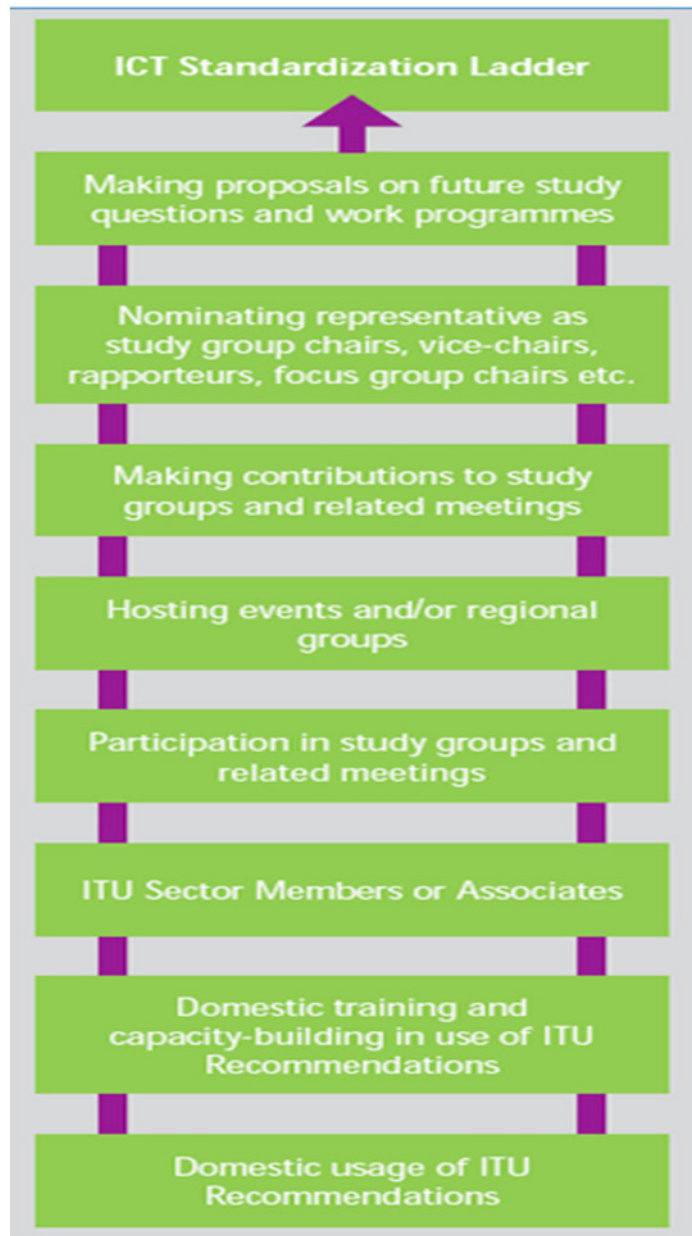 ICT Standardization Ladder
Making proposals on future study
questions and work programmes
Nominating representative as
study group chairs, vice-chairs,
rapporteurs, focus group chairs etc.
Making contributions to study
groups and related meetings
Hosting events and/or regional
groups
Participation in study groups and
related meetings
ITU Sector Members or Associates
Domestic training and
capacity-building in use of ITU
Recommendations
Domestic usage of ITU
Recommendations